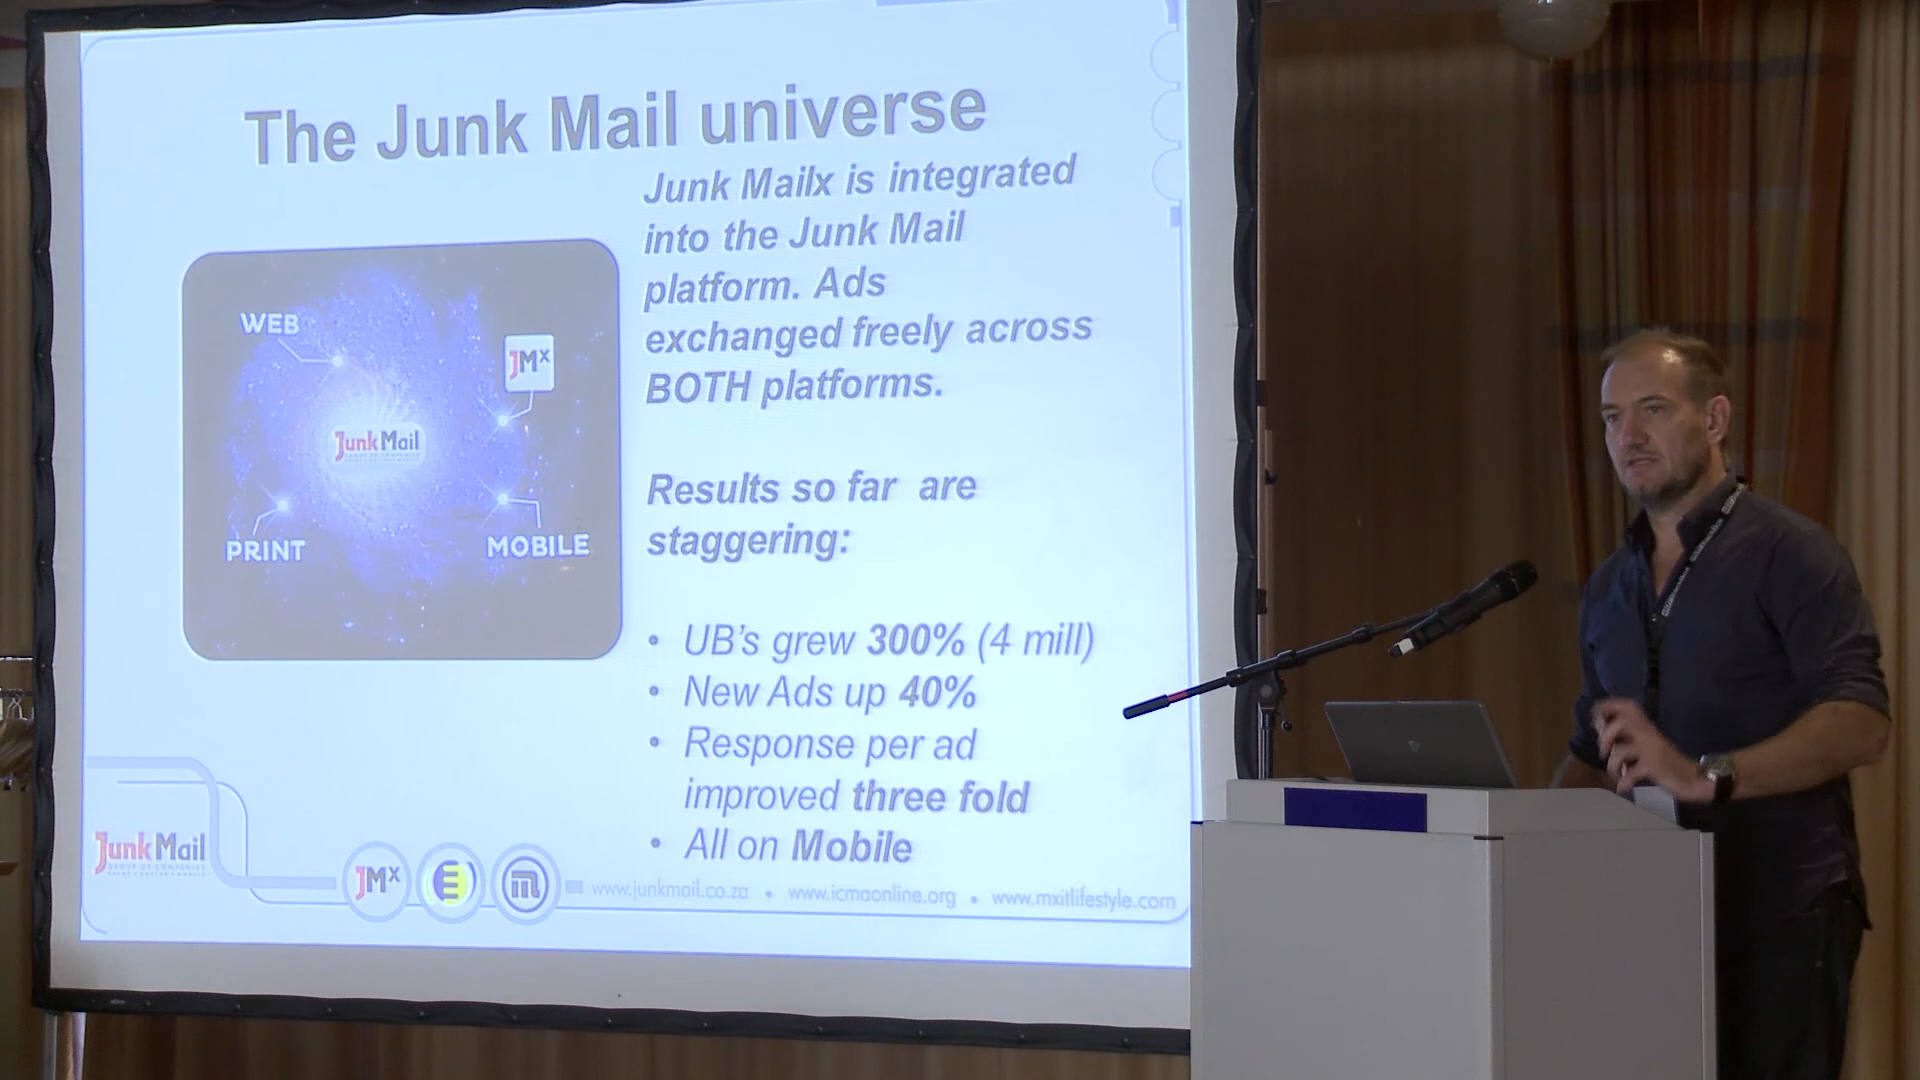 The Junk Mail universe
Junk Mailx is integrated
into the Junk Mail
platform. Ads
exchanged freely across
BOTH platforms.
Results so far are
staggering:
• UB's grew 300% (4 mill)
• New Ads up 40%
• Response per ad
improved three fold
• All on Mobile
WEB
JMX
Junk Mail
PRINT
MOBILE
Junk Mail
GROUP OF COMPANIES
JMX
www.junkmail.co.za • www.icmaonline.org • www.mxitlifestyle.com